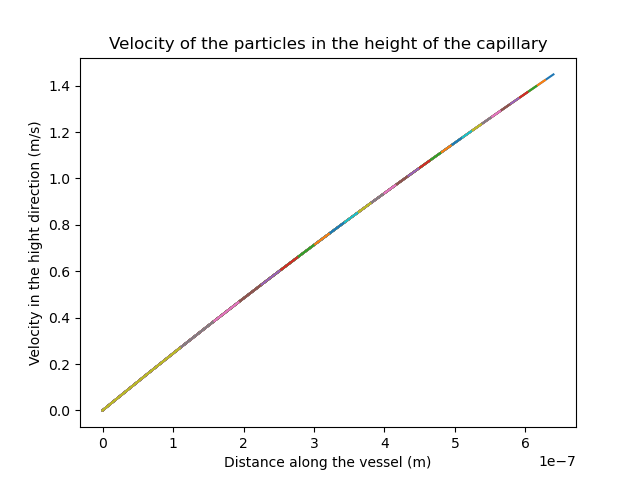 Velocity of the particles in the height of the capillary
1.4
1.2
1.0
0.8
0.6
0.4
0.2
0.0
Velocity in the hight direction (m/s)
0 1 2 3 4 5 6
1e−7
Distance along the vessel (m)